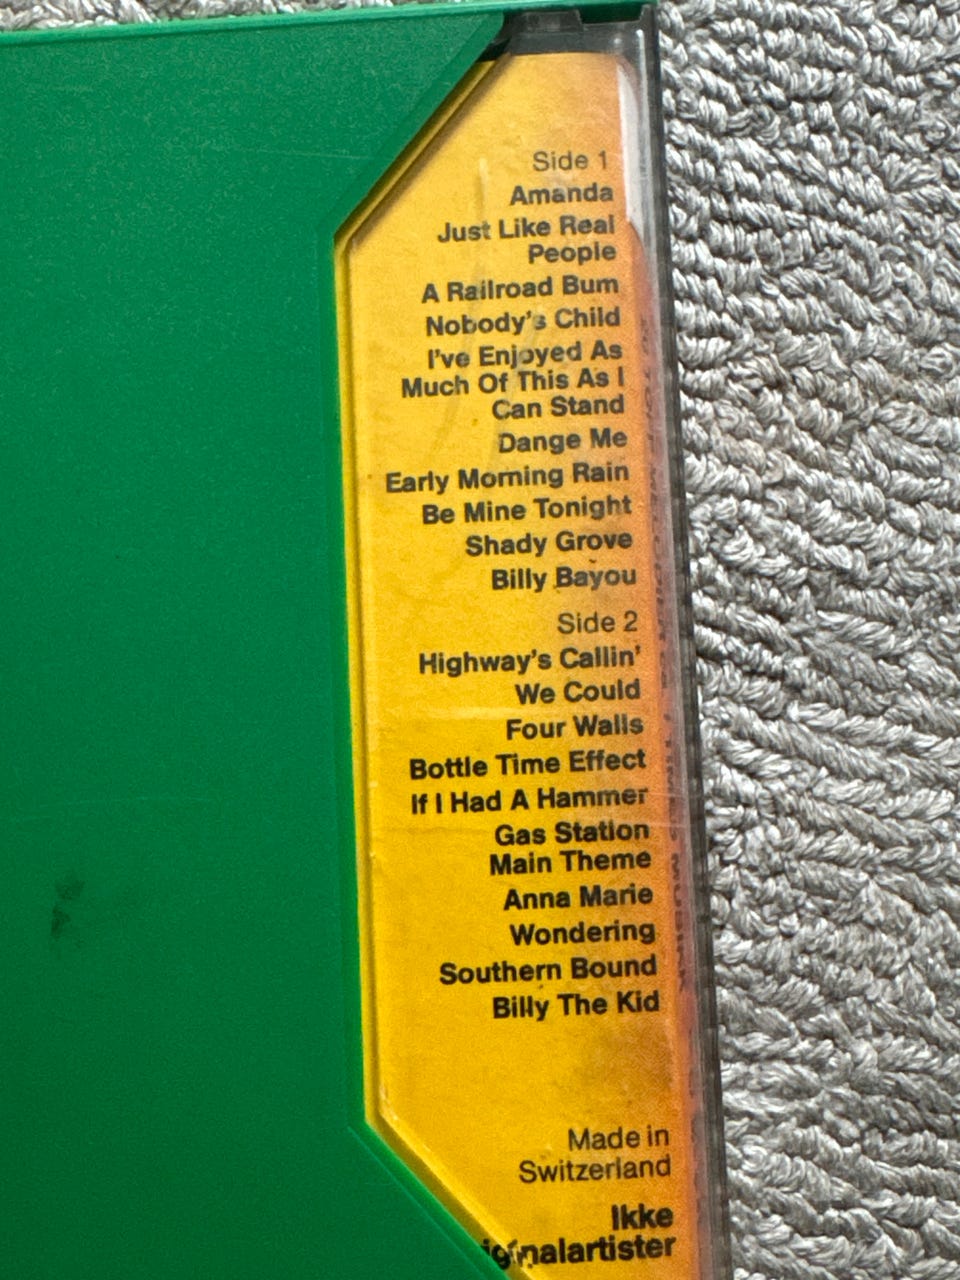 Side 1
Amanda
Just Like Real
People
A Railroad Bum
Nobody's Child
I've Enjoyed As
Much Of This As I
Can Stand
Dange Me
Early Morning Rain
Be Mine Tonight
Shady Grove
Billy Bayou
Side 2
Highway's Callin'
We Could
Four Walls
Bottle Time Effect
If I Had A Hammer
Gas Station
Main Theme
Anna Marie
Wondering
Southern Bound
Billy The Kid
Made in
Switzerland
Ikke
iginalartister